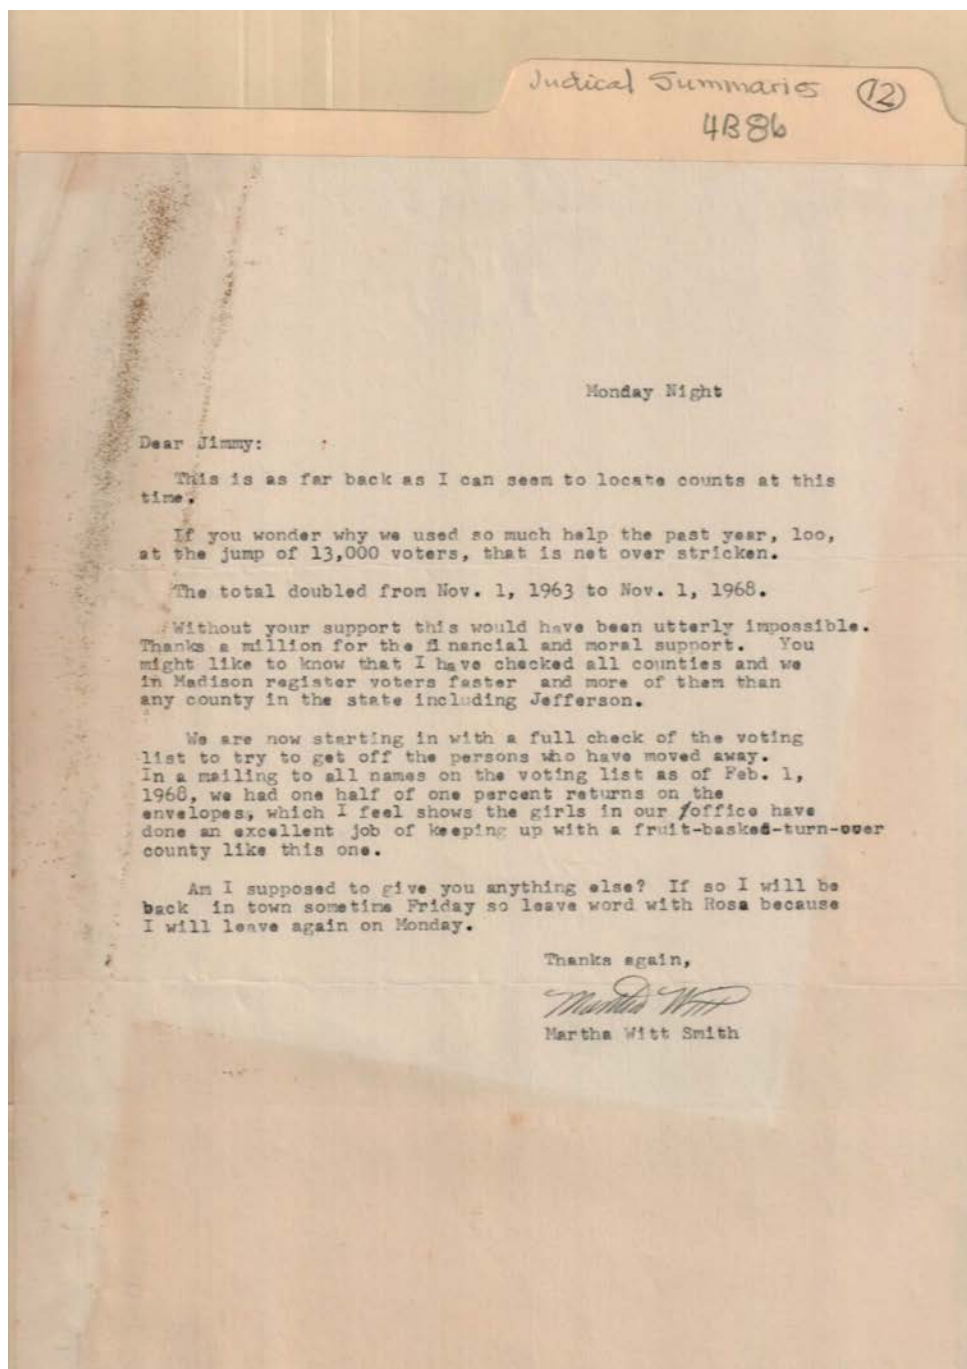 Judical Summaries 12
4B86
Monday Night
Dear Jimmy:
This is as far back as I can seem to locate counts at this
time.
If you wonder why we used so much help the past year, loo,
at the jump of 13,000 voters, that is net over stricken.
The total doubled from Nov. 1, 1963 to Nov. 1, 1968.
Without your support this would have been utterly impossible.
Thanks a million for the financial and moral support. You
might like to know that I have checked all counties and we
in Madison register voters faster and more of them than
any county in the state including Jefferson.
We are now starting in with a full check of the voting
list to try to get off the persons who have moved away.
In a mailing to all names on the voting list as of Feb. 1,
1968, we had one half of one percent returns on the
envelopes, which I feel shows the girls in our office have
done an excellent job of keeping up with a fruit-basked-turn-over
county like this one.
Am I supposed to give you anything else? If so I will be
back in town sometime Friday so leave word with Rosa because
I will leave again on Monday.
Thanks again,
Martha Witt
Martha Witt Smith